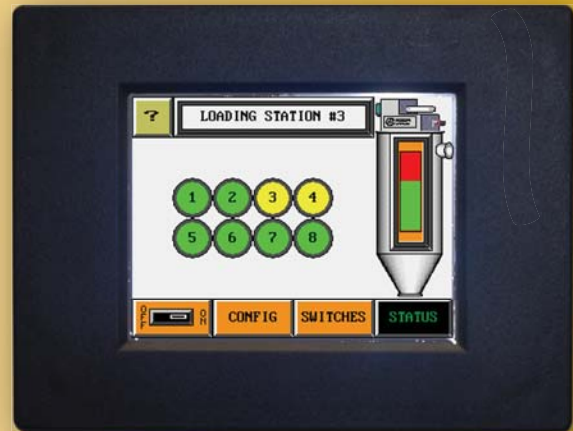 ?
LOADING STATION #3
1 2 3 4
5 6 7 8
OFF ON CONFIG SWITCHES STATUS